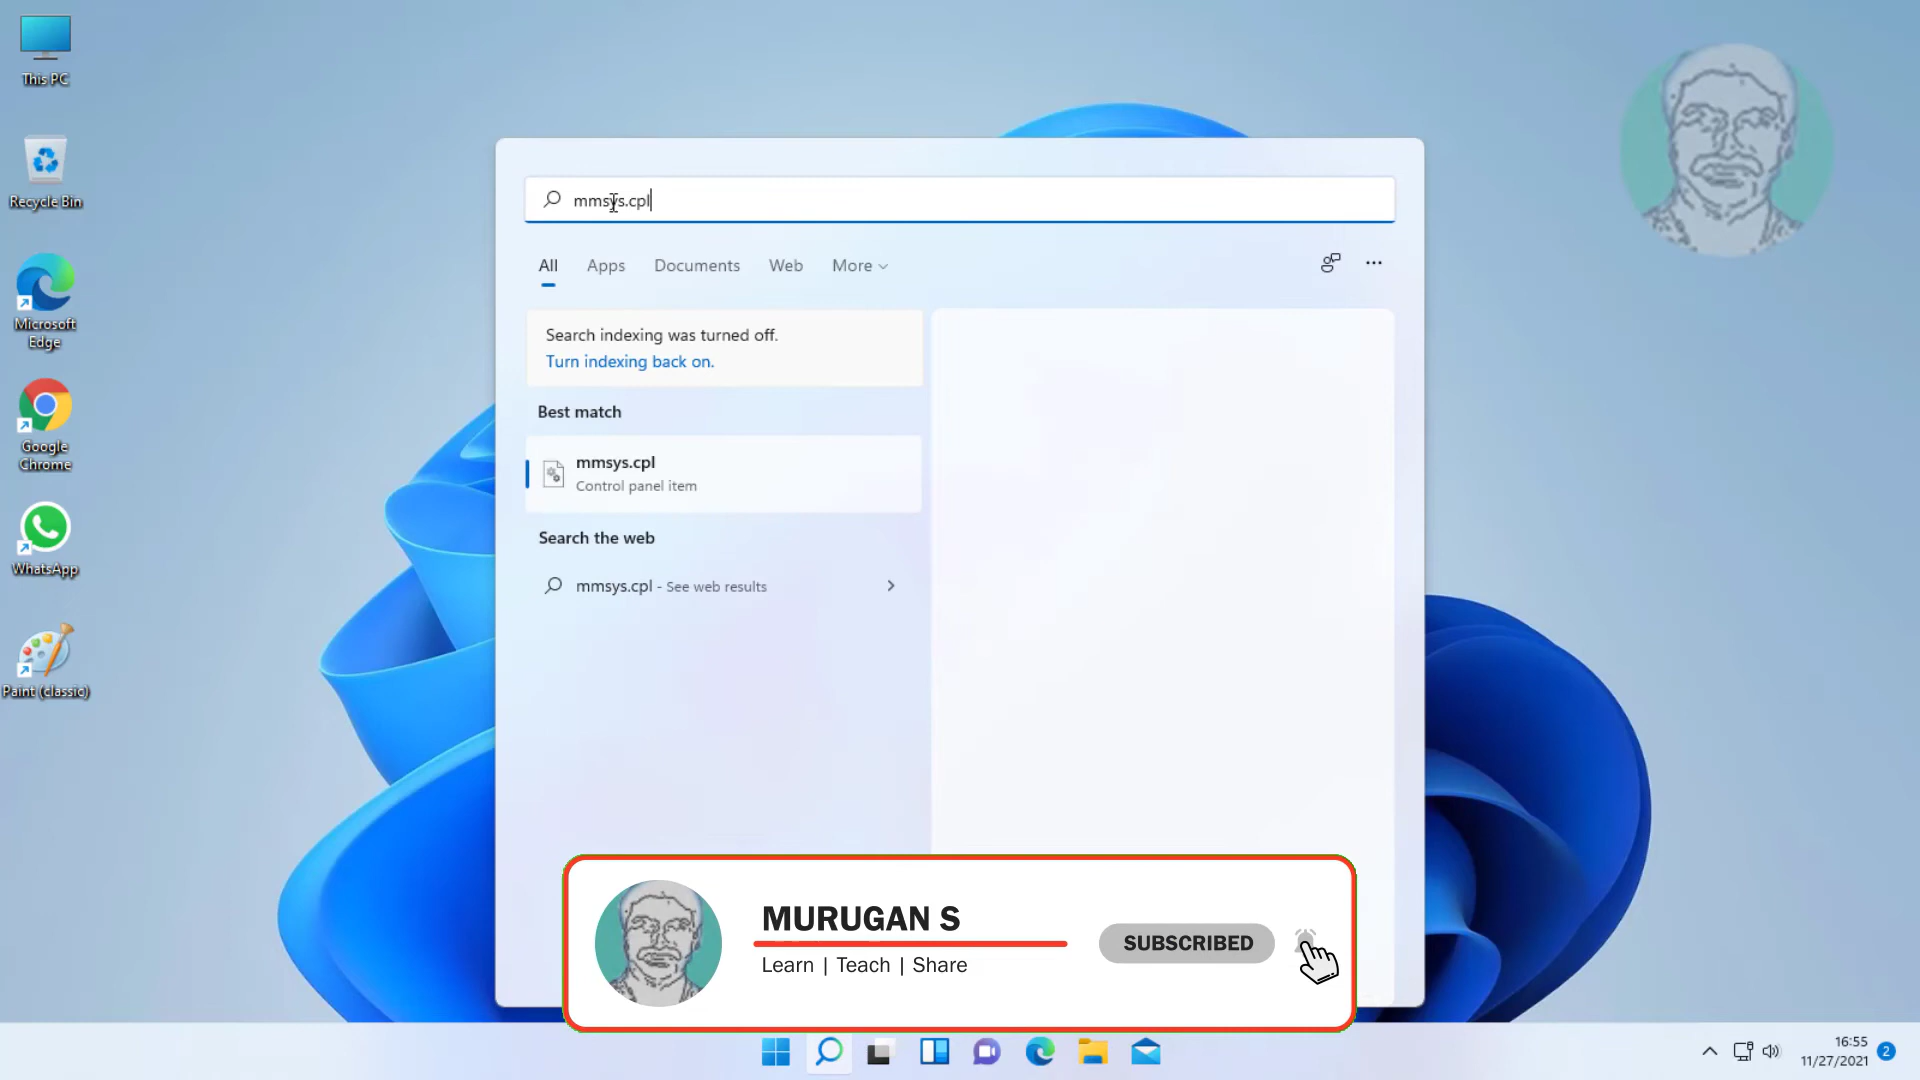 This PC
Recycle Bin
Microsoft
Edge
Google
Chrome
WhatsApp
Paint (classic)
mmsys.cpl
All Apps Documents Web More
Search indexing was turned off.
Turn indexing back on.
Best match
mmsys.cpl
Control panel item
Search the web
mmsys.cpl - See web results
MURUGAN S
Learn | Teach | Share
SUBSCRIBED
16:55
11/27/2021
2